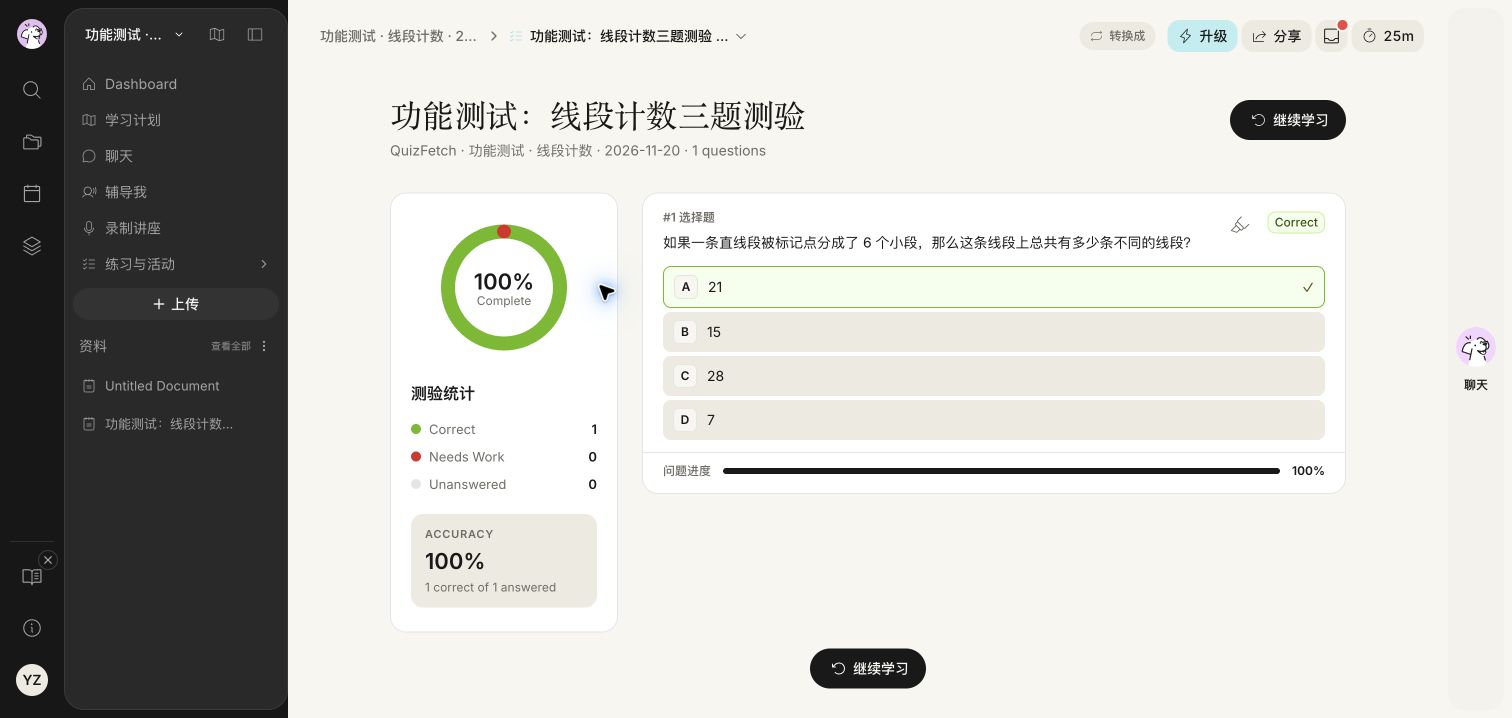 功能测试 ·...
Dashboard
学习计划
聊天
辅导我
录制讲座
练习与活动
+ 上传
资料
查看全部
Untitled Document
功能测试：线段计数...
YZ
功能测试 · 线段计数 · 2...
功能测试：线段计数三题测验 ...
转换成
升级
分享
25m
功能测试：线段计数三题测验
继续学习
QuizFetch · 功能测试 · 线段计数 · 2026-11-20 · 1 questions
100%
Complete
测验统计
Correct 1
Needs Work 0
Unanswered 0
ACCURACY
100%
1 correct of 1 answered
#1 选择题
Correct
如果一条直线段被标记点分成了 6 个小段，那么这条线段上总共有多少条不同的线段?
A 21
B 15
C 28
D 7
问题进度 100%
继续学习
聊天